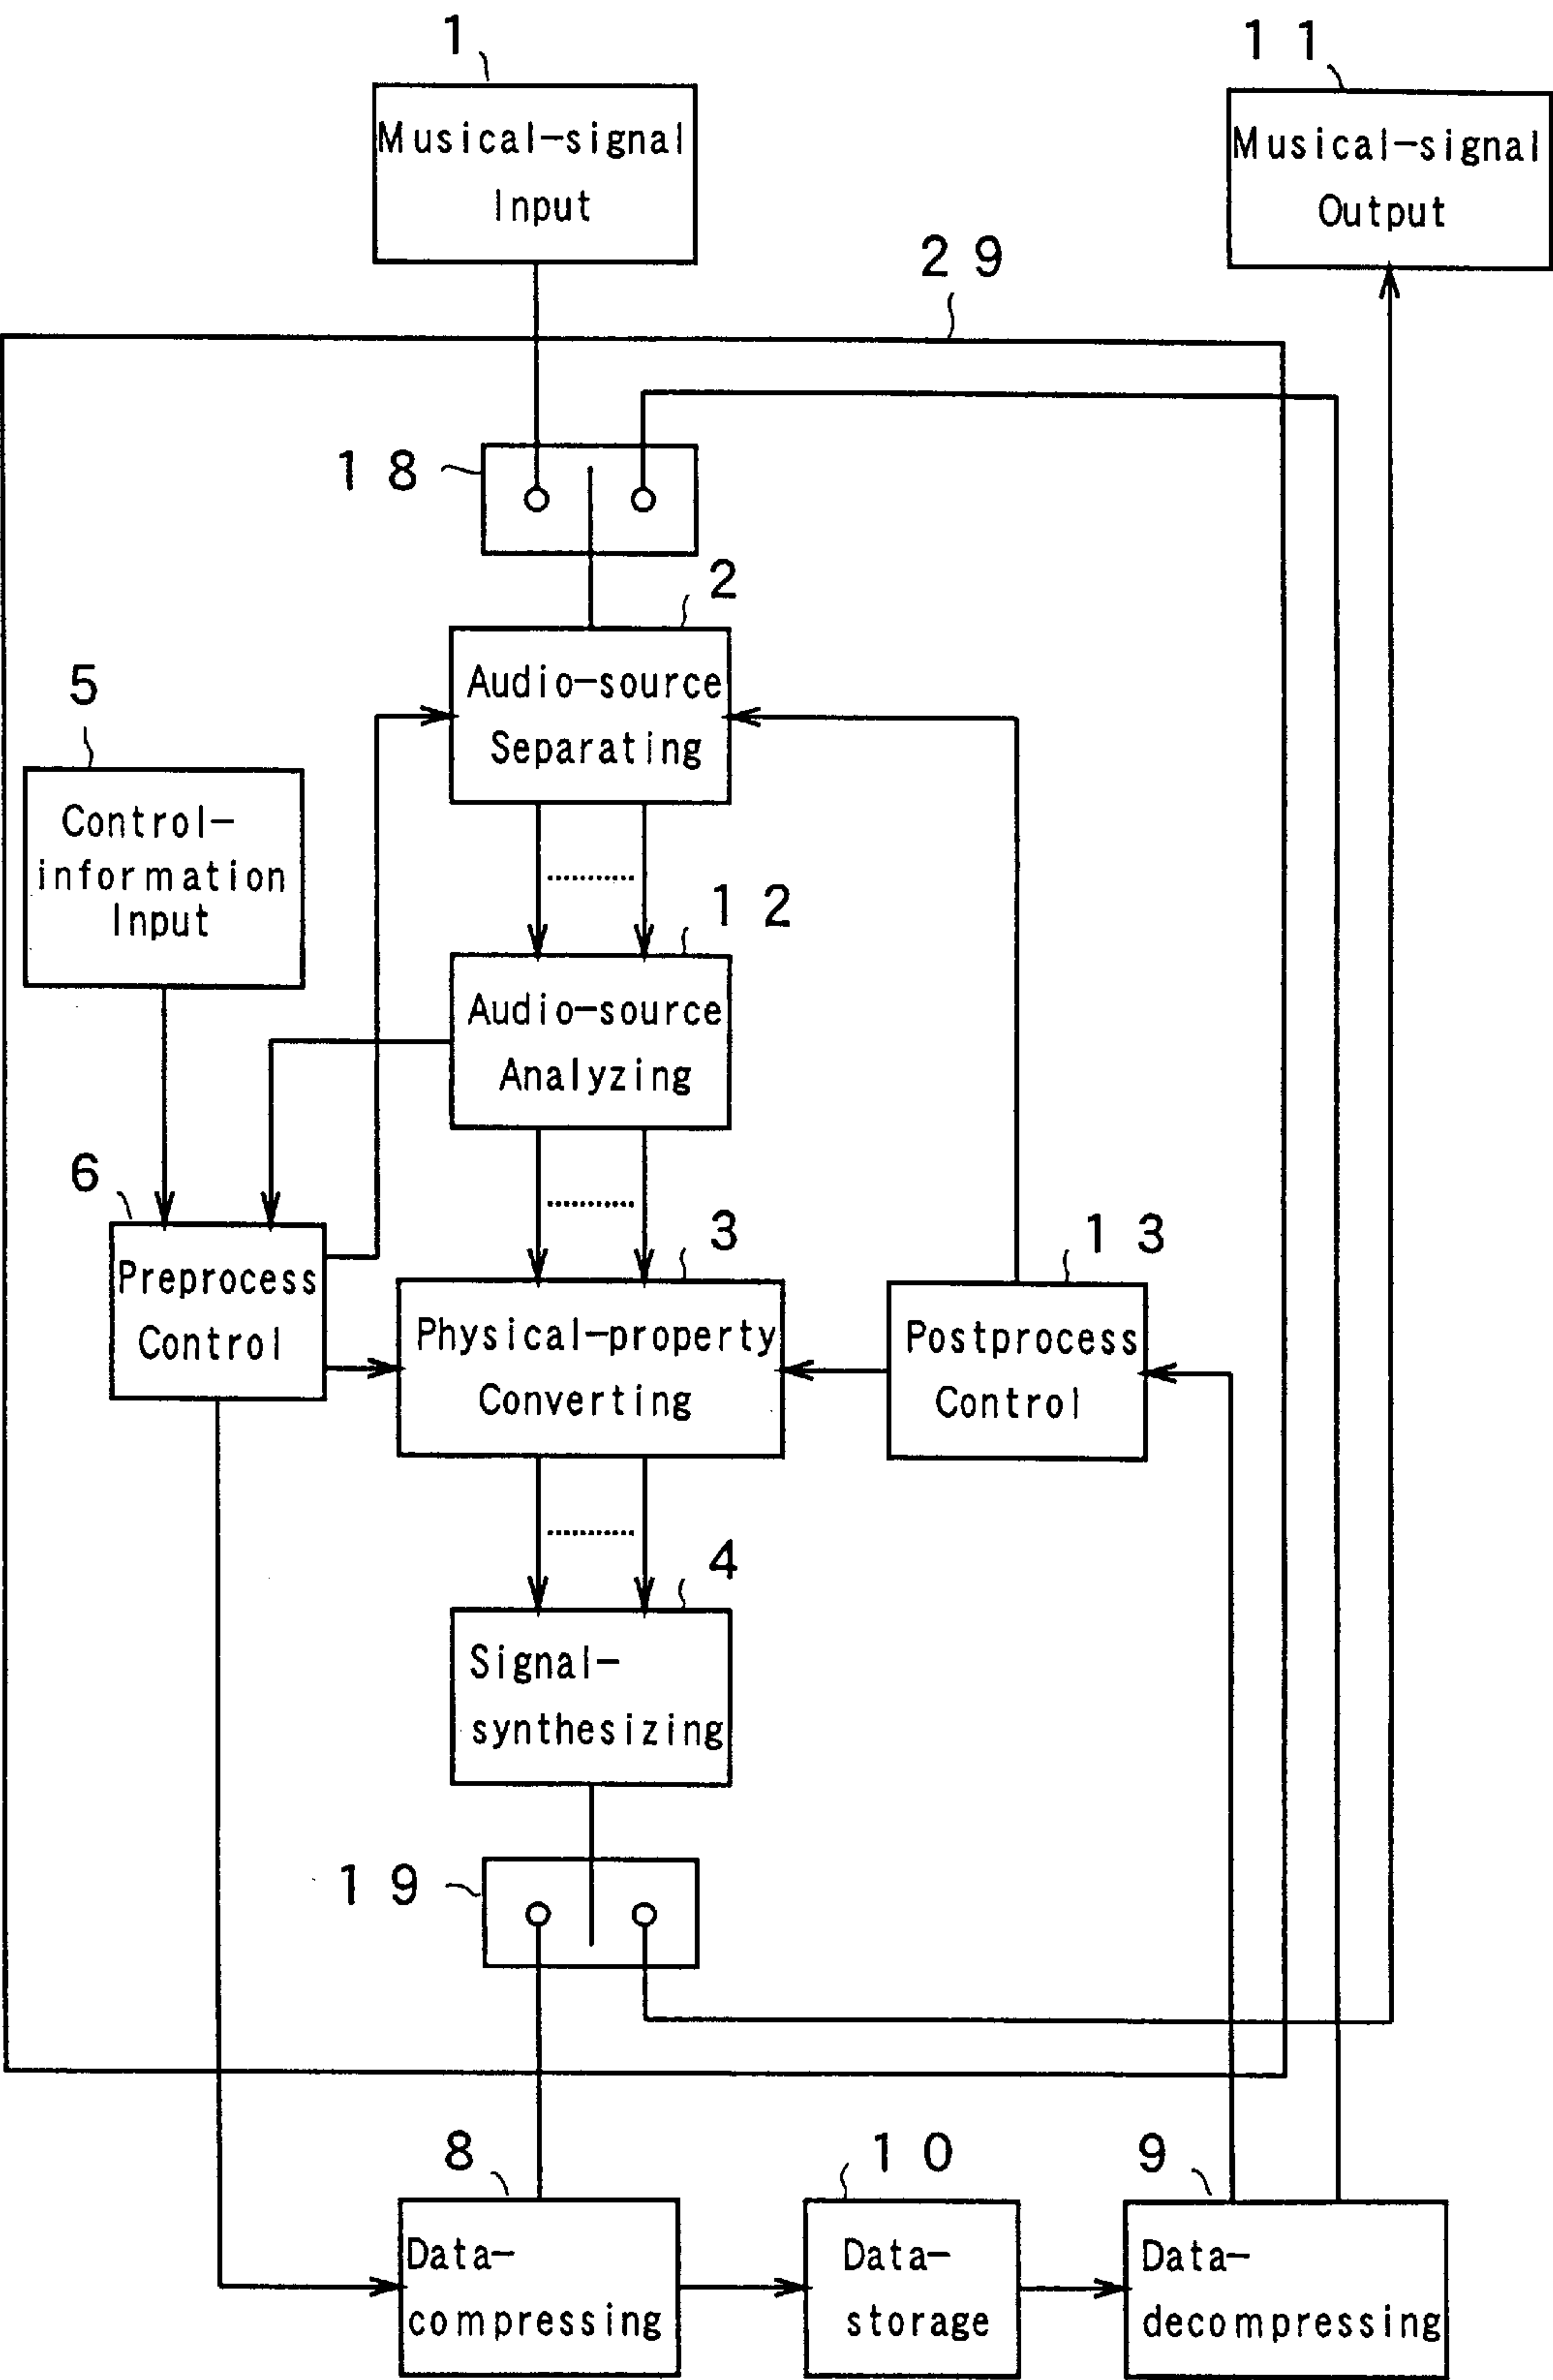 1
Musical-signal
Input
11
Musical-signal
Output
29
18
2
Audio-source
Separating
5
Control-
information
Input
12
Audio-source
Analyzing
6
Preprocess
Control
3
Physical-property
Converting
13
Postprocess
Control
4
Signal-
synthesizing
19
8
Data-
compressing
10
Data-
storage
9
Data-
decompressing